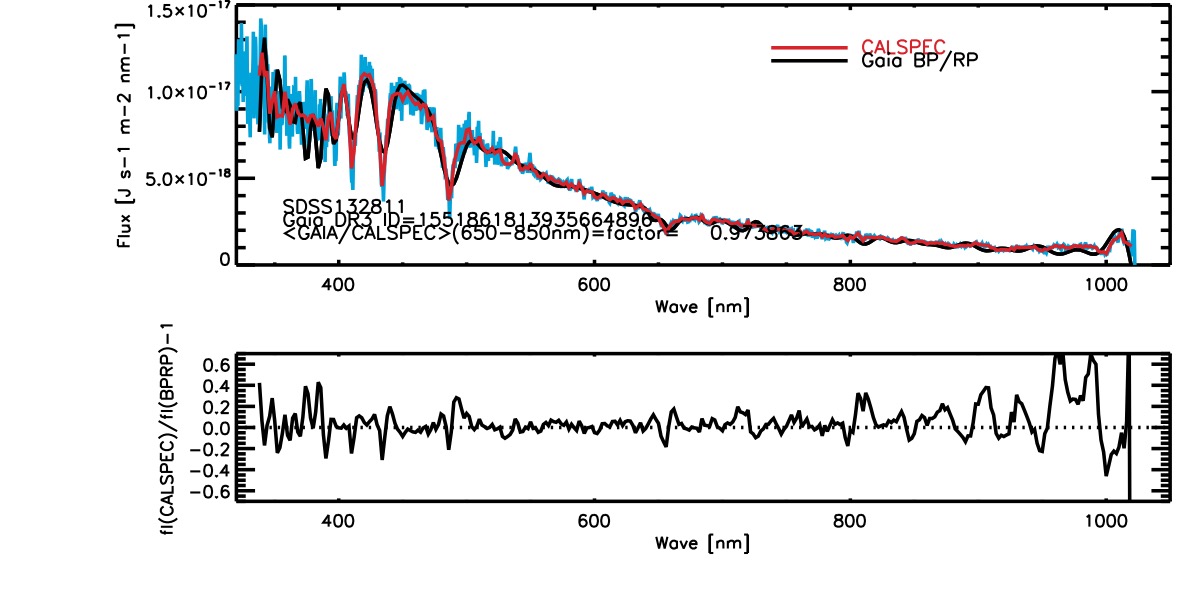 1.5×10−17
1.0×10−17
5.0×10−18
0
Flux [J s−1 m−2 nm−1]
CALSPEC
Gaia BP/RP
SDSS132811
Gaia DR3 ID=1551861813935664896
<GAIA/CALSPEC>(650−850nm)=factor= 0.973863
400 600 800 1000
Wave [nm]
fl(CALSPEC)/fl(BPRP)−1
0.6
0.4
0.2
0.0
−0.2
−0.4
−0.6
400 600 800 1000
Wave [nm]